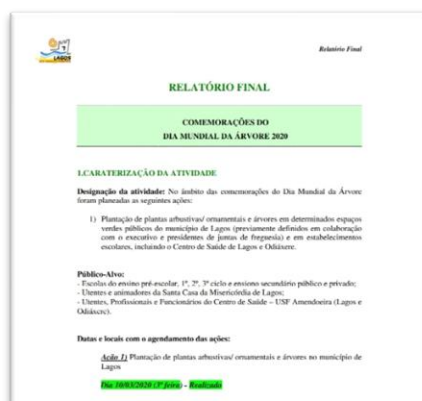 LAGOS
Relatório Final
RELATÓRIO FINAL
COMEMORAÇÕES DO
DIA MUNDIAL DA ÁRVORE 2020
1.CARATERIZAÇÃO DA ATIVIDADE
Designação da atividade: No âmbito das comemorações do Dia Mundial da Árvore
foram planeadas as seguintes ações:
1) Plantação de plantas arbustivas/ ornamentais e árvores em determinados espaços
verdes públicos do município de Lagos (previamente definidos em colaboração
com o executivo e presidentes de juntas de freguesia) e em estabelecimentos
escolares, incluindo o Centro de Saúde de Lagos e Odiáxere.
Público-Alvo:
- Escolas do ensino pré-escolar, 1º, 2º, 3º ciclo e ensino secundário público e privado;
- Utentes e animadores da Santa Casa da Misericórdia de Lagos;
- Utentes, Profissionais e Funcionários do Centro de Saúde – USF Amendoeira (Lagos e
Odiáxere).
Datas e locais com o agendamento das ações:
Ação 1) Plantação de plantas arbustivas/ ornamentais e árvores no município de
Lagos
Dia 10/03/2020 (3ª feira) - Realizado